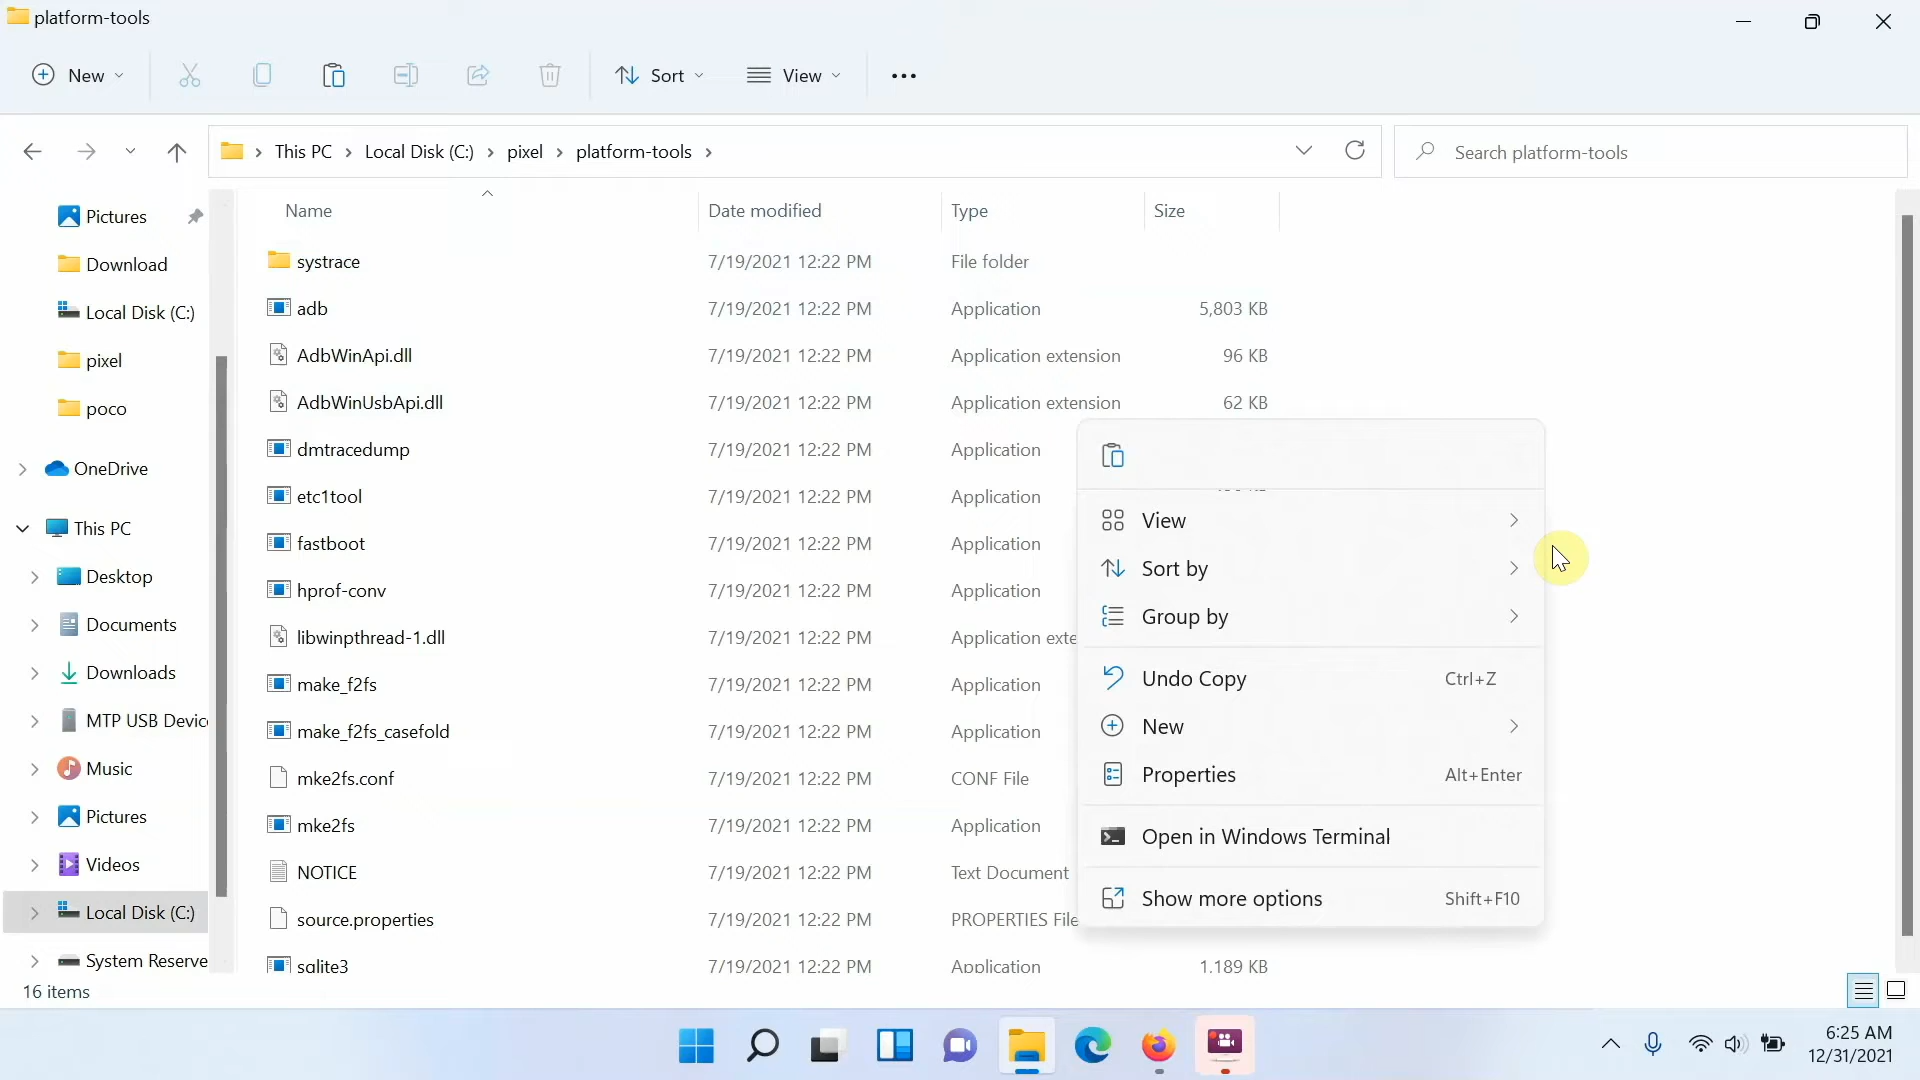 platform-tools
New
Sort
View
This PC
Local Disk (C:)
pixel
platform-tools
Search platform-tools
Name
Date modified
Type
Size
Pictures
Download
Local Disk (C:)
pixel
poco
OneDrive
This PC
Desktop
Documents
Downloads
MTP USB Devic
Music
Pictures
Videos
Local Disk (C:)
System Reserve
systrace 7/19/2021 12:22 PM File folder
adb 7/19/2021 12:22 PM Application 5,803 KB
AdbWinApi.dll 7/19/2021 12:22 PM Application extension 96 KB
AdbWinUsbApi.dll 7/19/2021 12:22 PM Application extension 62 KB
dmtracedump 7/19/2021 12:22 PM Application
etc1tool 7/19/2021 12:22 PM Application
fastboot 7/19/2021 12:22 PM Application
hprof-conv 7/19/2021 12:22 PM Application
libwinpthread-1.dll 7/19/2021 12:22 PM Application exte
make_f2fs 7/19/2021 12:22 PM Application
make_f2fs_casefold 7/19/2021 12:22 PM Application
mke2fs.conf 7/19/2021 12:22 PM CONF File
mke2fs 7/19/2021 12:22 PM Application
NOTICE 7/19/2021 12:22 PM Text Document
source.properties 7/19/2021 12:22 PM PROPERTIES File
sqlite3 7/19/2021 12:22 PM Application 1,189 KB
View
Sort by
Group by
Undo Copy Ctrl+Z
New
Properties Alt+Enter
Open in Windows Terminal
Show more options Shift+F10
16 items
6:25 AM
12/31/2021